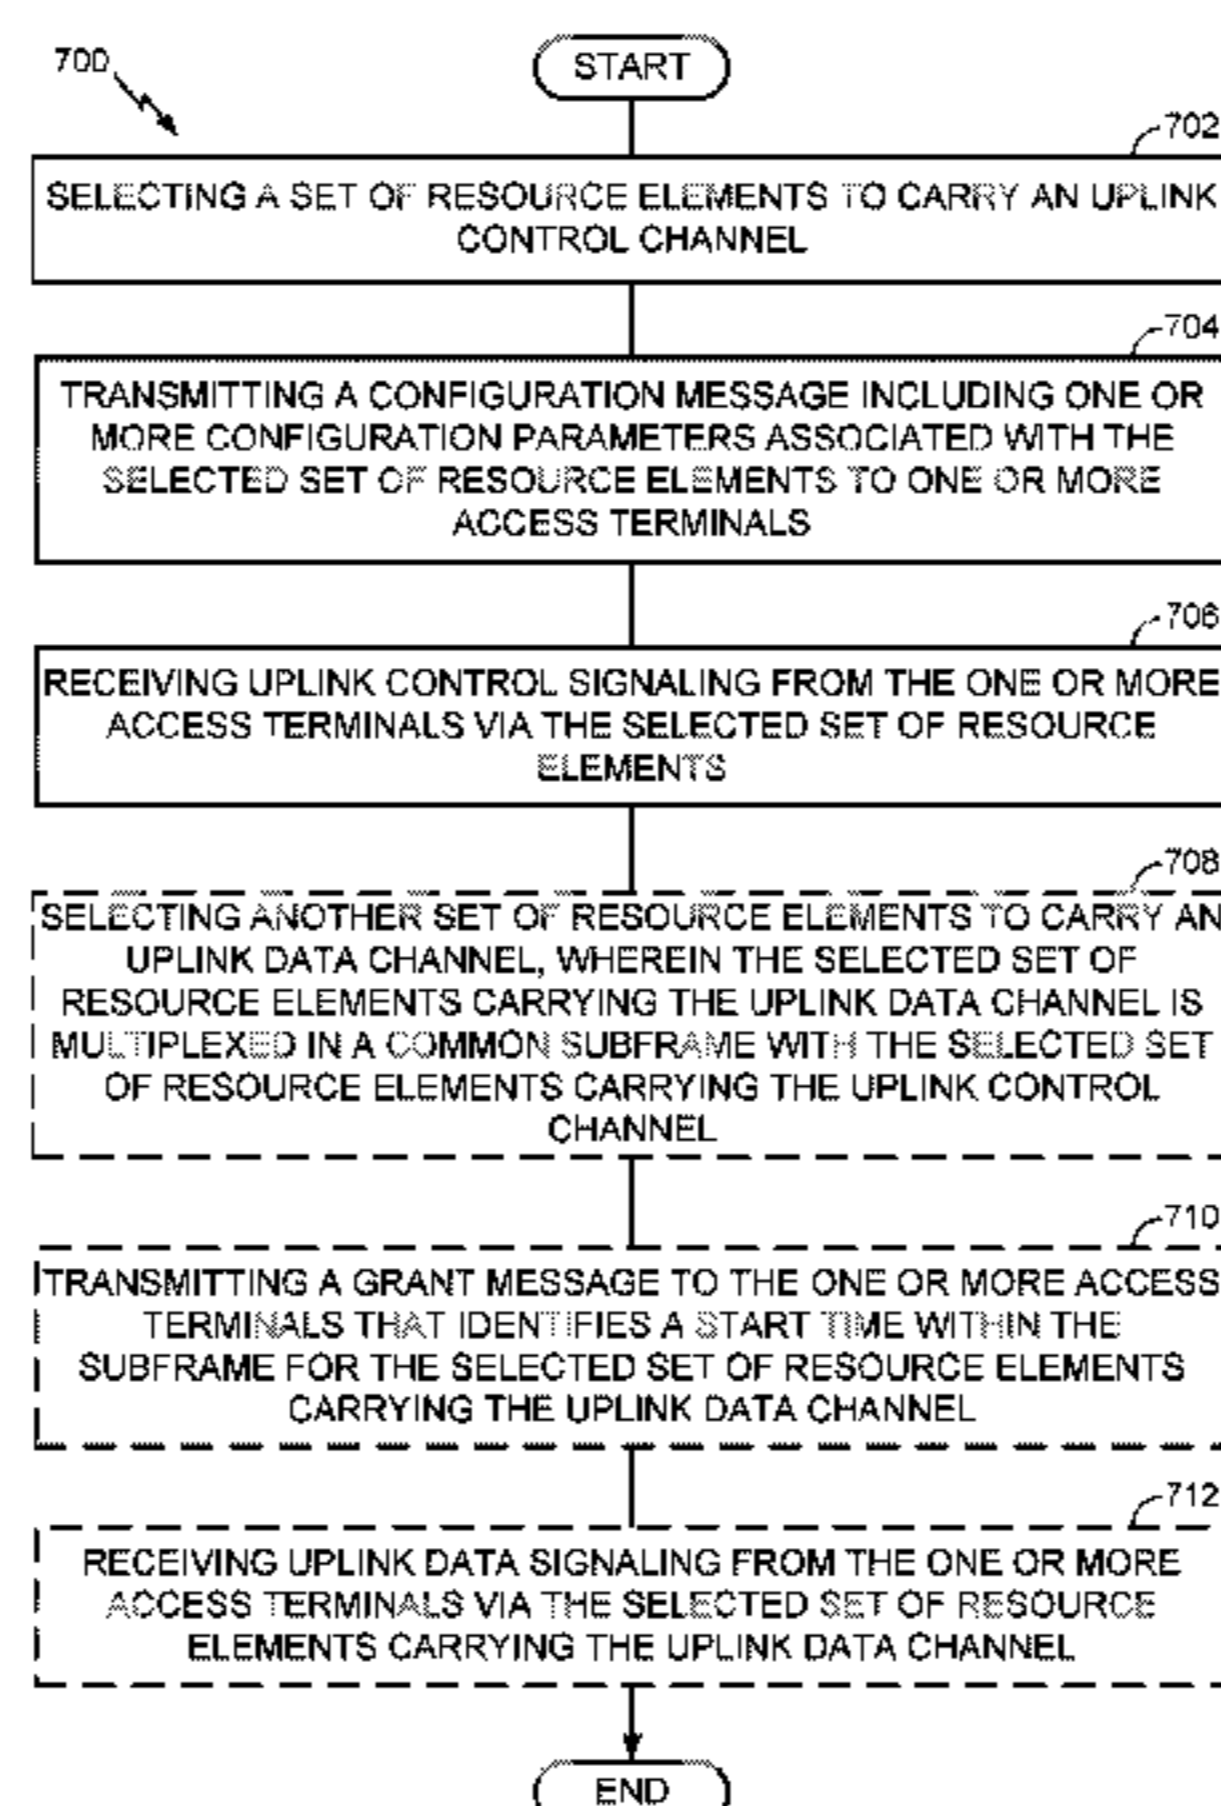 700
START
702
SELECTING A SET OF RESOURCE ELEMENTS TO CARRY AN UPLINK
CONTROL CHANNEL
704
TRANSMITTING A CONFIGURATION MESSAGE INCLUDING ONE OR
MORE CONFIGURATION PARAMETERS ASSOCIATED WITH THE
SELECTED SET OF RESOURCE ELEMENTS TO ONE OR MORE
ACCESS TERMINALS
706
RECEIVING UPLINK CONTROL SIGNALING FROM THE ONE OR MORE
ACCESS TERMINALS VIA THE SELECTED SET OF RESOURCE
ELEMENTS
708
SELECTING ANOTHER SET OF RESOURCE ELEMENTS TO CARRY AN
UPLINK DATA CHANNEL, WHEREIN THE SELECTED SET OF
RESOURCE ELEMENTS CARRYING THE UPLINK DATA CHANNEL IS
MULTIPLEXED IN A COMMON SUBFRAME WITH THE SELECTED SET
OF RESOURCE ELEMENTS CARRYING THE UPLINK CONTROL
CHANNEL
710
TRANSMITTING A GRANT MESSAGE TO THE ONE OR MORE ACCESS
TERMINALS THAT IDENTIFIES A START TIME WITHIN THE
SUBFRAME FOR THE SELECTED SET OF RESOURCE ELEMENTS
CARRYING THE UPLINK DATA CHANNEL
712
RECEIVING UPLINK DATA SIGNALING FROM THE ONE OR MORE
ACCESS TERMINALS VIA THE SELECTED SET OF RESOURCE
ELEMENTS CARRYING THE UPLINK DATA CHANNEL
END